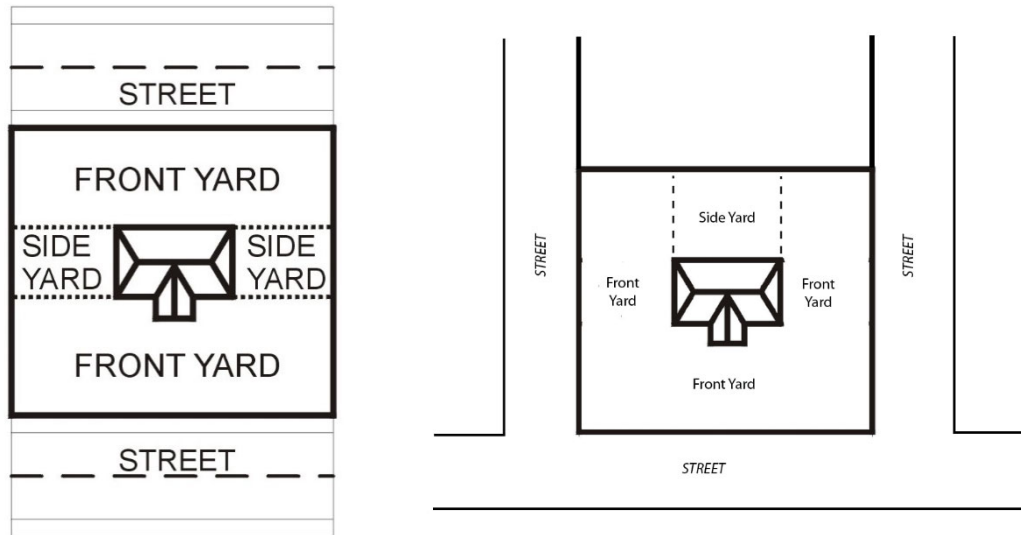 STREET
FRONT YARD
SIDE
YARD
SIDE
YARD
FRONT YARD
STREET
Side Yard
STREET
STREET
Front
Yard
Front
Yard
Front Yard
STREET